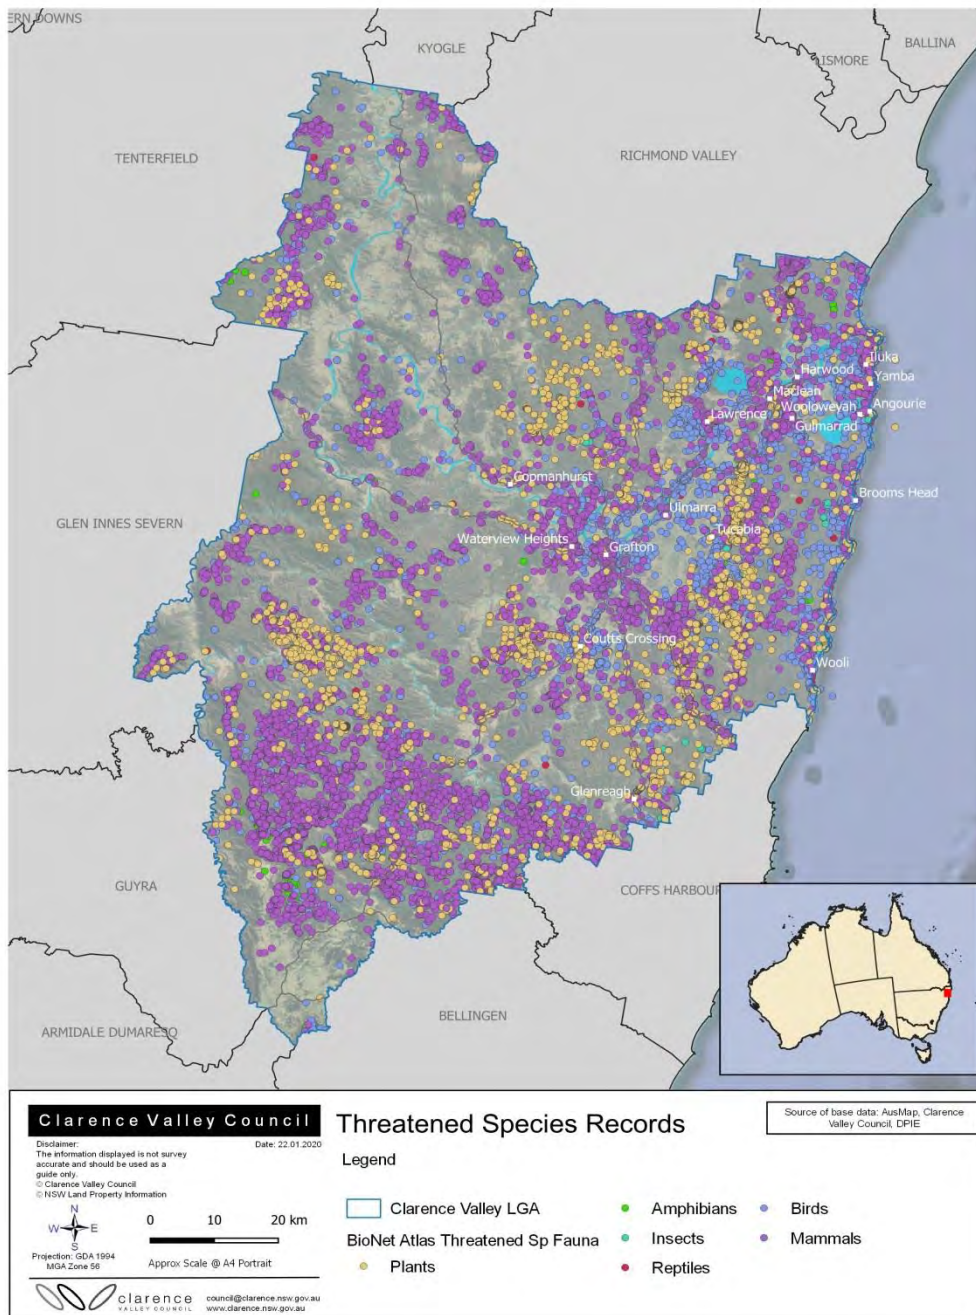 ERN DOWNS
KYOGLE
BALLINA
LISMORE
TENTERFIELD
RICHMOND VALLEY
Iluka
Harwood
Yamba
Maclean
Wooloweyah
Angourie
Lawrence
Gulmarrad
Copmanhurst
Brooms Head
GLEN INNES SEVERN
Ulmarra
Tucabia
Waterview Heights
Grafton
Coutts Crossing
Wooli
Glenreagh
GUYRA
COFFS HARBOUR
BELLINGEN
ARMIDALE DUMARESQ
Clarence Valley Council
Disclaimer:
Date: 22.01.2020
The information displayed is not survey
accurate and should be used as a
guide only.
© Clarence Valley Council
© NSW Land Property Information
N
W E
S
Projection: GDA 1994
MGA Zone 56
0 10 20 km
Approx Scale @ A4 Portrait
clarence
VALLEY COUNCIL
council@clarence.nsw.gov.au
www.clarence.nsw.gov.au
Threatened Species Records
Source of base data: AusMap, Clarence
Valley Council, DPIE
Legend
Clarence Valley LGA
BioNet Atlas Threatened Sp Fauna
Plants
Amphibians
Insects
Reptiles
Birds
Mammals